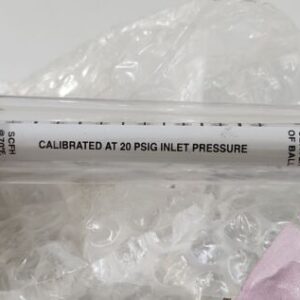 CALIBRATED AT 20 PSIG INLET PRESSURE
SCFH
OF BALL